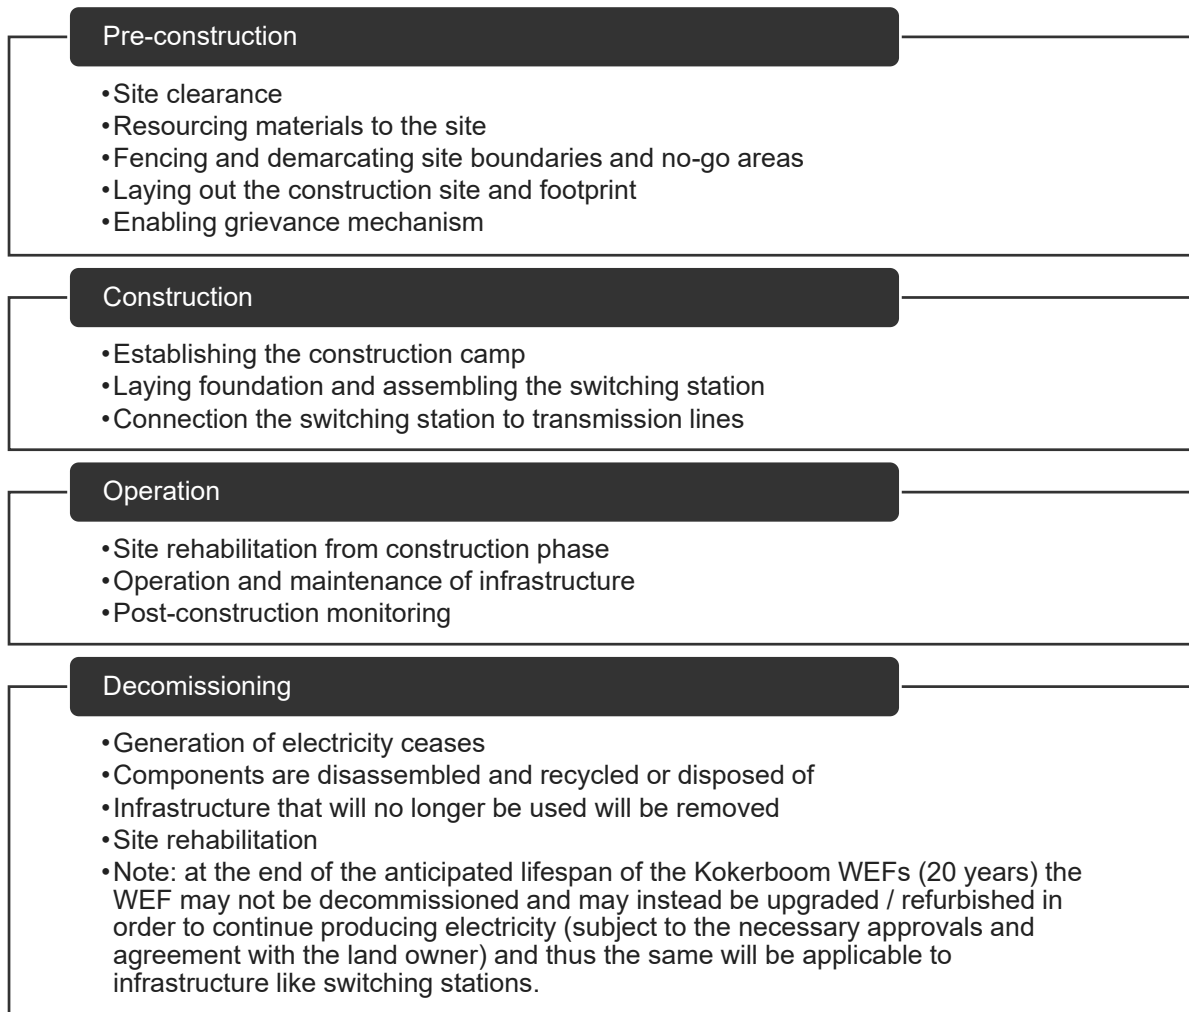 Pre-construction
•Site clearance
•Resourcing materials to the site
•Fencing and demarcating site boundaries and no-go areas
•Laying out the construction site and footprint
•Enabling grievance mechanism
Construction
•Establishing the construction camp
•Laying foundation and assembling the switching station
•Connection the switching station to transmission lines
Operation
•Site rehabilitation from construction phase
•Operation and maintenance of infrastructure
•Post-construction monitoring
Decomissioning
•Generation of electricity ceases
•Components are disassembled and recycled or disposed of
•Infrastructure that will no longer be used will be removed
•Site rehabilitation
•Note: at the end of the anticipated lifespan of the Kokerboom WEFs (20 years) the
WEF may not be decommissioned and may instead be upgraded / refurbished in
order to continue producing electricity (subject to the necessary approvals and
agreement with the land owner) and thus the same will be applicable to
infrastructure like switching stations.